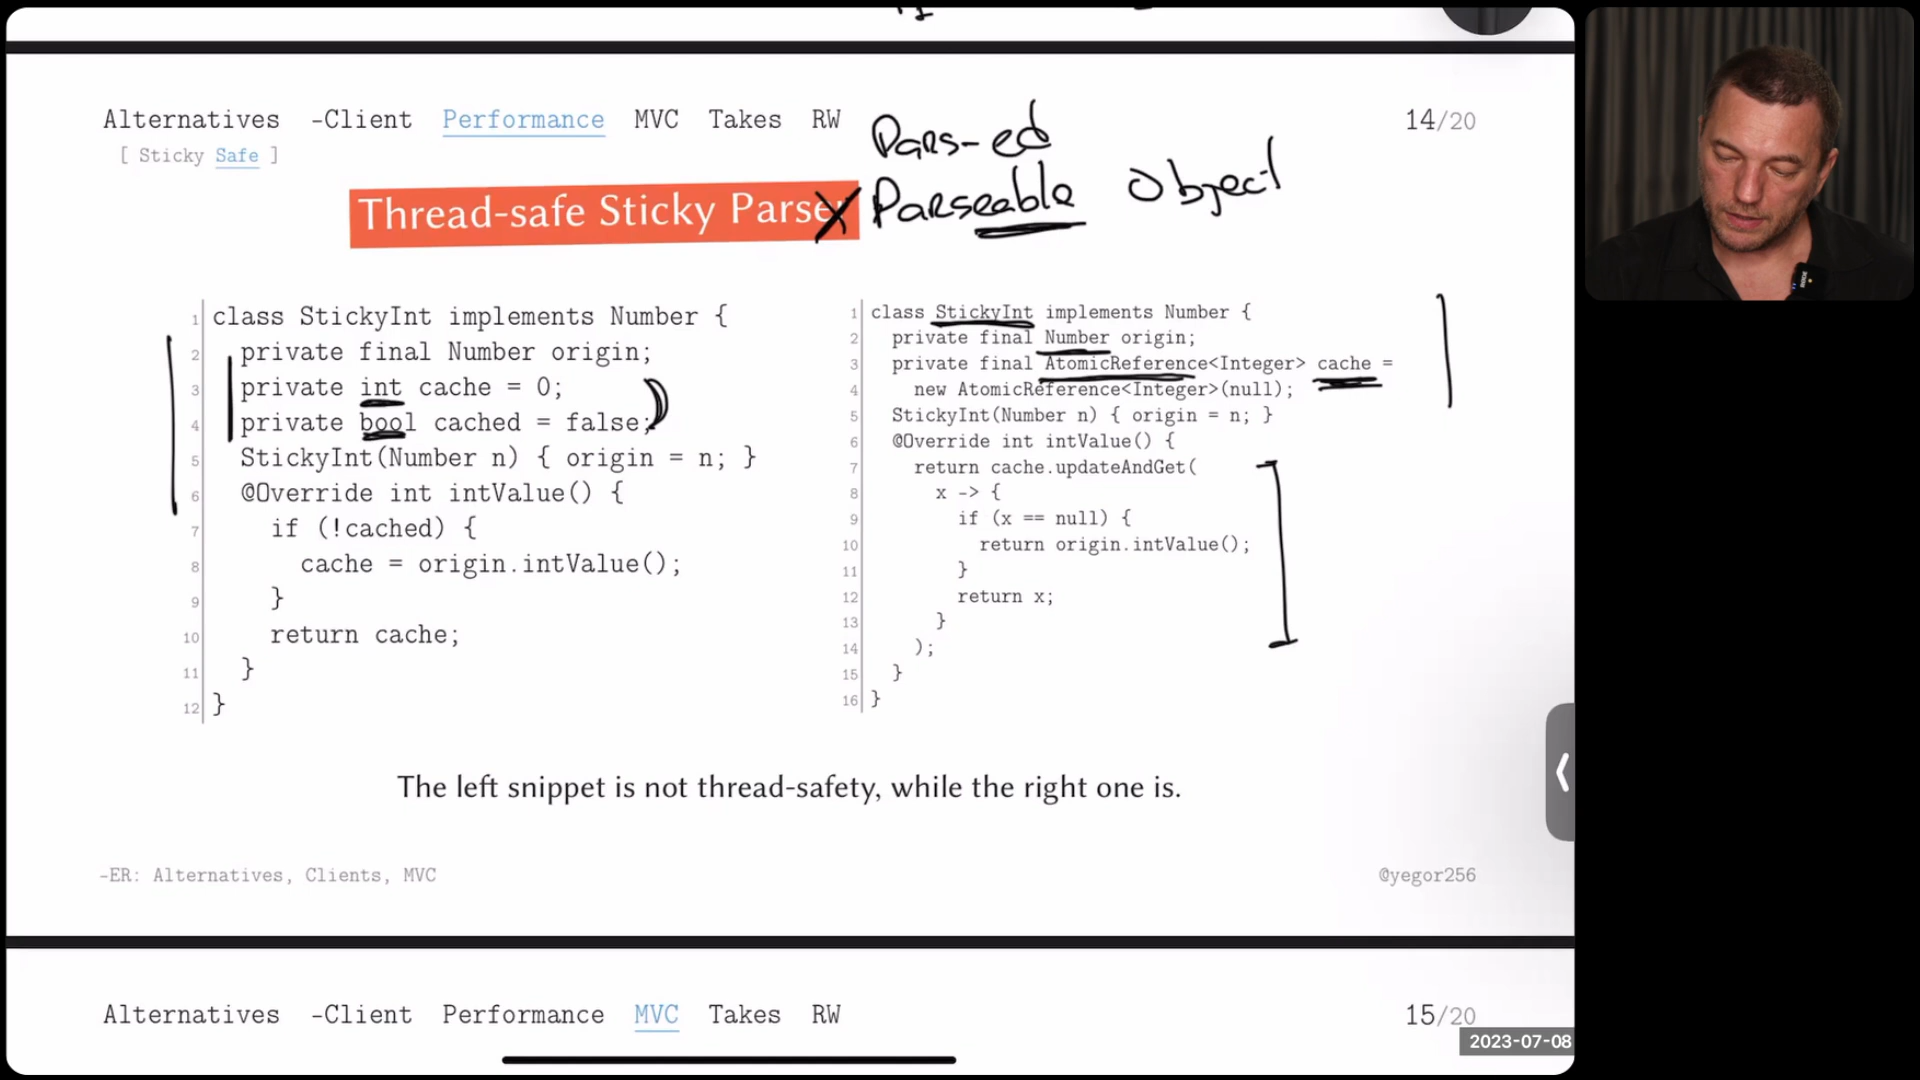 Alternatives -Client Performance MVC Takes RW
14/20
[ Sticky Safe ]
Pars-ed
Parseable Object
Thread-safe Sticky Parser
1 class StickyInt implements Number {
2 private final Number origin;
3 private int cache = 0;
4 private bool cached = false;
5 StickyInt(Number n) { origin = n; }
6 @Override int intValue() {
7 if (!cached) {
8 cache = origin.intValue();
9 }
10 return cache;
11 }
12 }
1 class StickyInt implements Number {
2 private final Number origin;
3 private final AtomicReference<Integer> cache =
4 new AtomicReference<Integer>(null);
5 StickyInt(Number n) { origin = n; }
6 @Override int intValue() {
7 return cache.updateAndGet(
8 x -> {
9 if (x == null) {
10 return origin.intValue();
11 }
12 return x;
13 }
14 );
15 }
16 }
The left snippet is not thread-safety, while the right one is.
-ER: Alternatives, Clients, MVC
@yegor256
Alternatives -Client Performance MVC Takes RW
15/20
2023-07-08